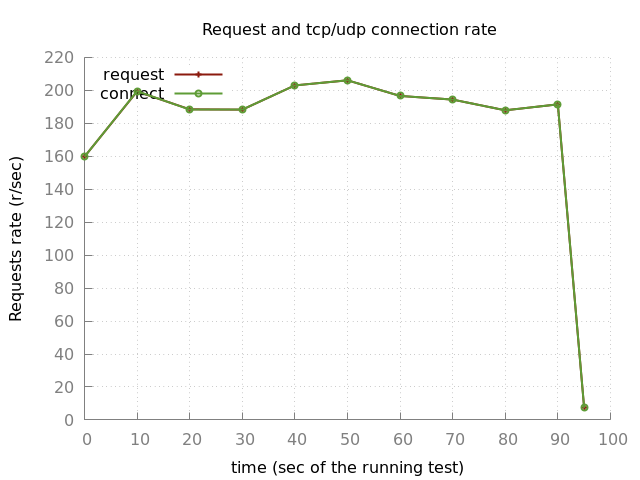 Request and tcp/udp connection rate
220
200
180
160
140
120
100
80
60
40
20
0
request
connect
Requests rate (r/sec)
0 10 20 30 40 50 60 70 80 90 100
time (sec of the running test)